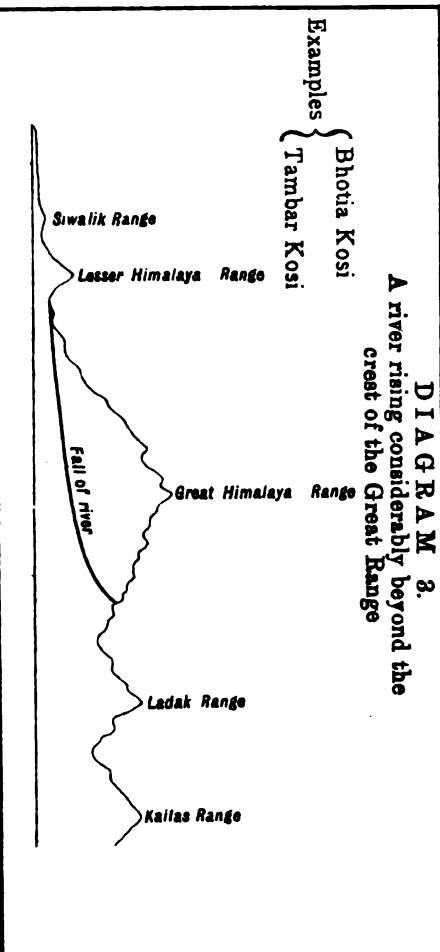 DIAGRAM 3.
A river rising considerably beyond the
crest of the Great Range
Examples
Bhotia Kosi
Tambar Kosi
Siwalik Range
Lesser Himalaya Range
Great Himalaya Range
Fall of river
Ladak Range
Kailas Range